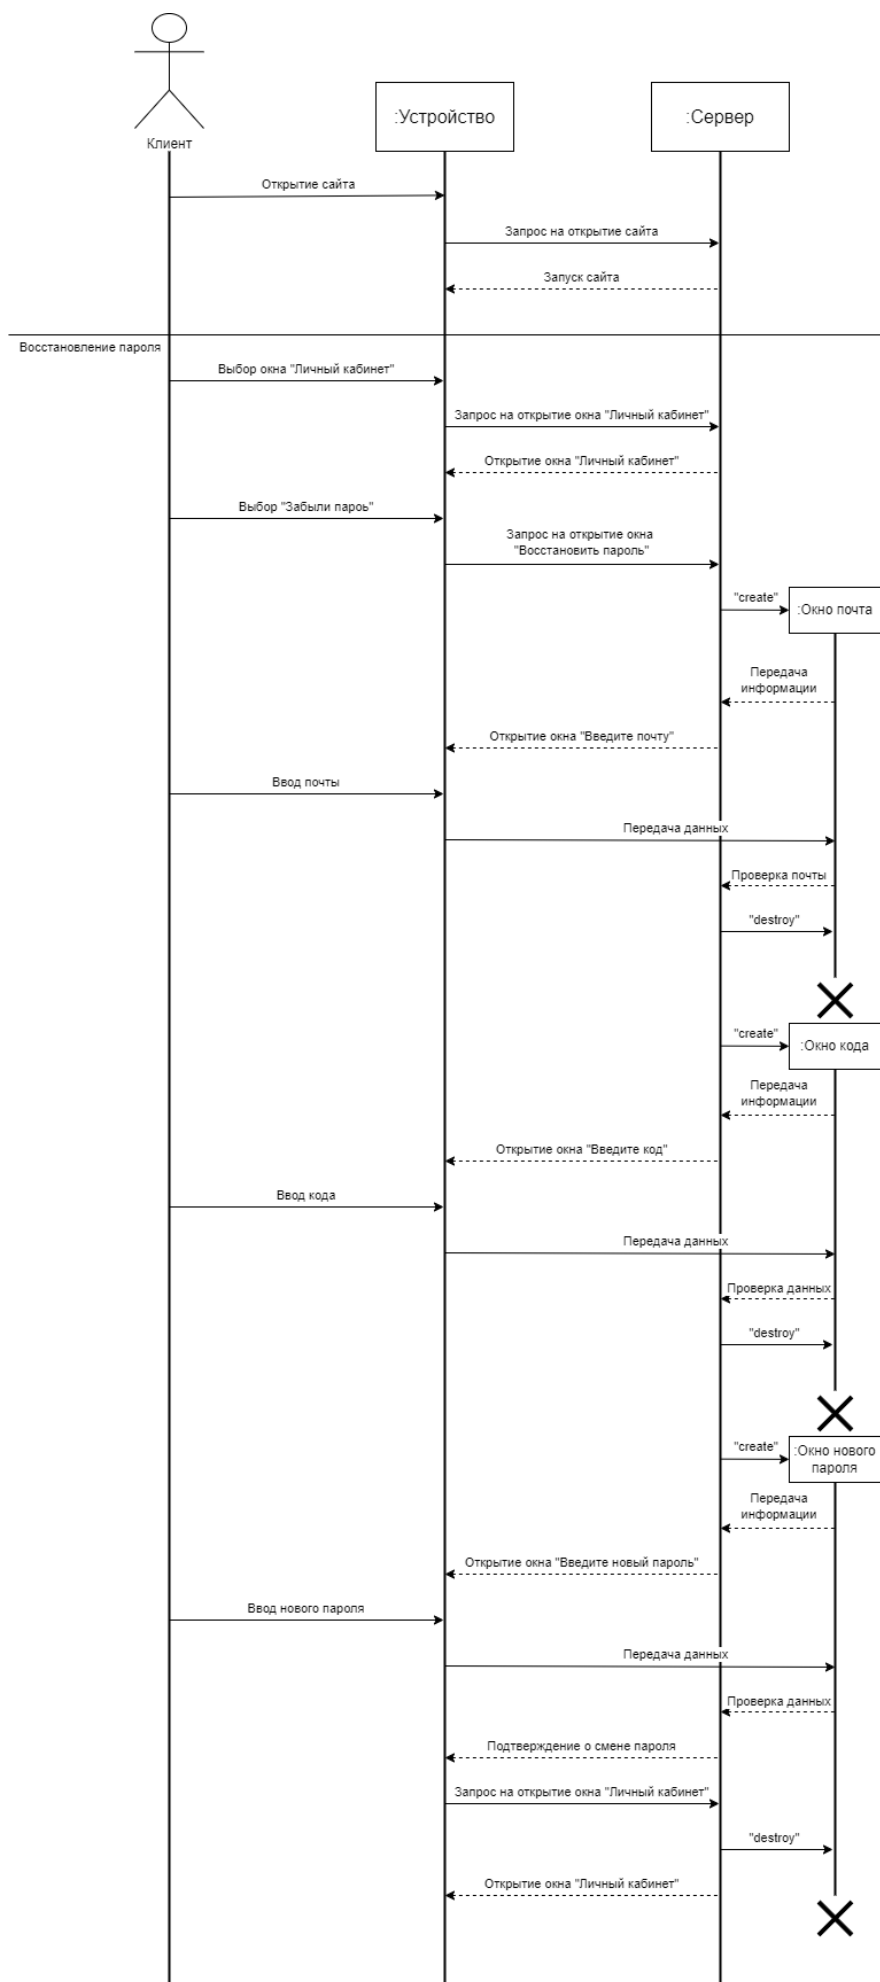 Клиент
:Устройство
:Сервер
Открытие сайта
Запрос на открытие сайта
Запуск сайта
Восстановление пароля
Выбор окна "Личный кабинет"
Запрос на открытие окна "Личный кабинет"
Открытие окна "Личный кабинет"
Выбор "Забыли пароь"
Запрос на открытие окна
"Восстановить пароль"
"create"
:Окно почта
Передача
информации
Открытие окна "Введите почту"
Ввод почты
Передача данных
Проверка почты
"destroy"
"create"
:Окно кода
Передача
информации
Открытие окна "Введите код"
Ввод кода
Передача данных
Проверка данных
"destroy"
"create"
:Окно нового
пароля
Передача
информации
Открытие окна "Введите новый пароль"
Ввод нового пароля
Передача данных
Проверка данных
Подтверждение о смене пароля
Запрос на открытие окна "Личный кабинет"
"destroy"
Открытие окна "Личный кабинет"